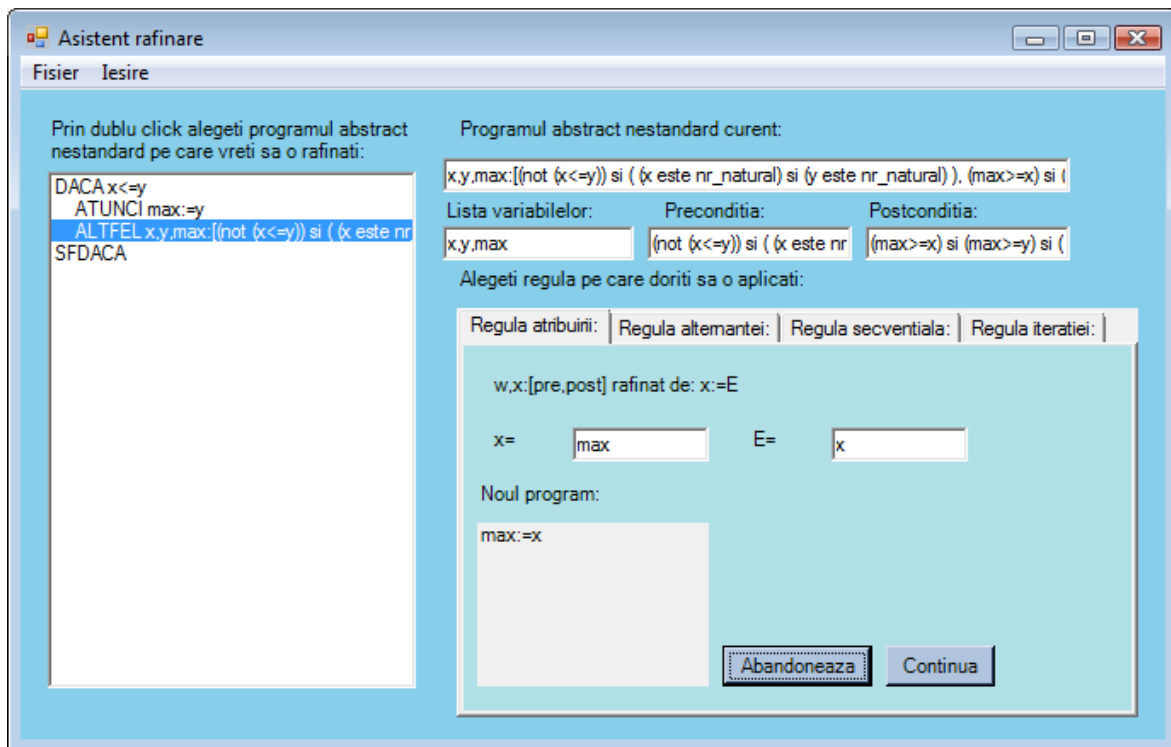 Asistent rafinare
Fisier Iesire
Prin dublu click alegeti programul abstract
nestandard pe care vreti sa o rafinati:
DACA x<=y
ATUNCI max:=y
ALTFEL x,y,max:[(not (x<=y)) si ( (x este nr
SFDACA
Programul abstract nestandard curent:
x,y,max:[(not (x<=y)) si ( (x este nr_natural) si (y este nr_natural) ), (max>=x) si (
Lista variabilelor: Preconditia: Postconditia:
x,y,max (not (x<=y)) si ( (x este nr (max>=x) si (max>=y) si (
Alegeti regula pe care doriti sa o aplicati:
Regula atribuirii: Regula alternantei: Regula secventiala: Regula iteratiei:
w,x:[pre,post] rafinat de: x:=E
x= max E= x
Noul program:
max:=x
Abandoneaza Continua